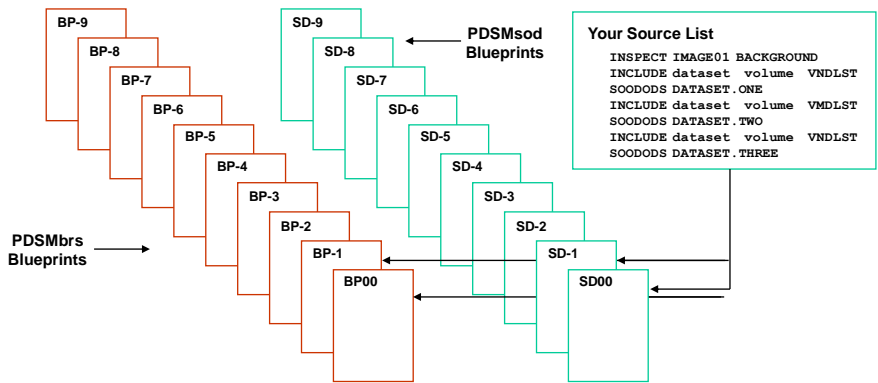 BP-9
BP-8
BP-7
BP-6
BP-5
BP-4
BP-3
BP-2
BP-1
BP00
PDSMbrs
Blueprints
SD-9
SD-8
SD-7
SD-6
SD-5
SD-4
SD-3
SD-2
SD-1
SD00
PDSMsod
Blueprints
Your Source List
INSPECT IMAGE01 BACKGROUND
INCLUDE dataset volume VNDLST
SOODODS DATASET.ONE
INCLUDE dataset volume VMDLST
SOODODS DATASET.TWO
INCLUDE dataset volume VNDLST
SOODODS DATASET.THREE